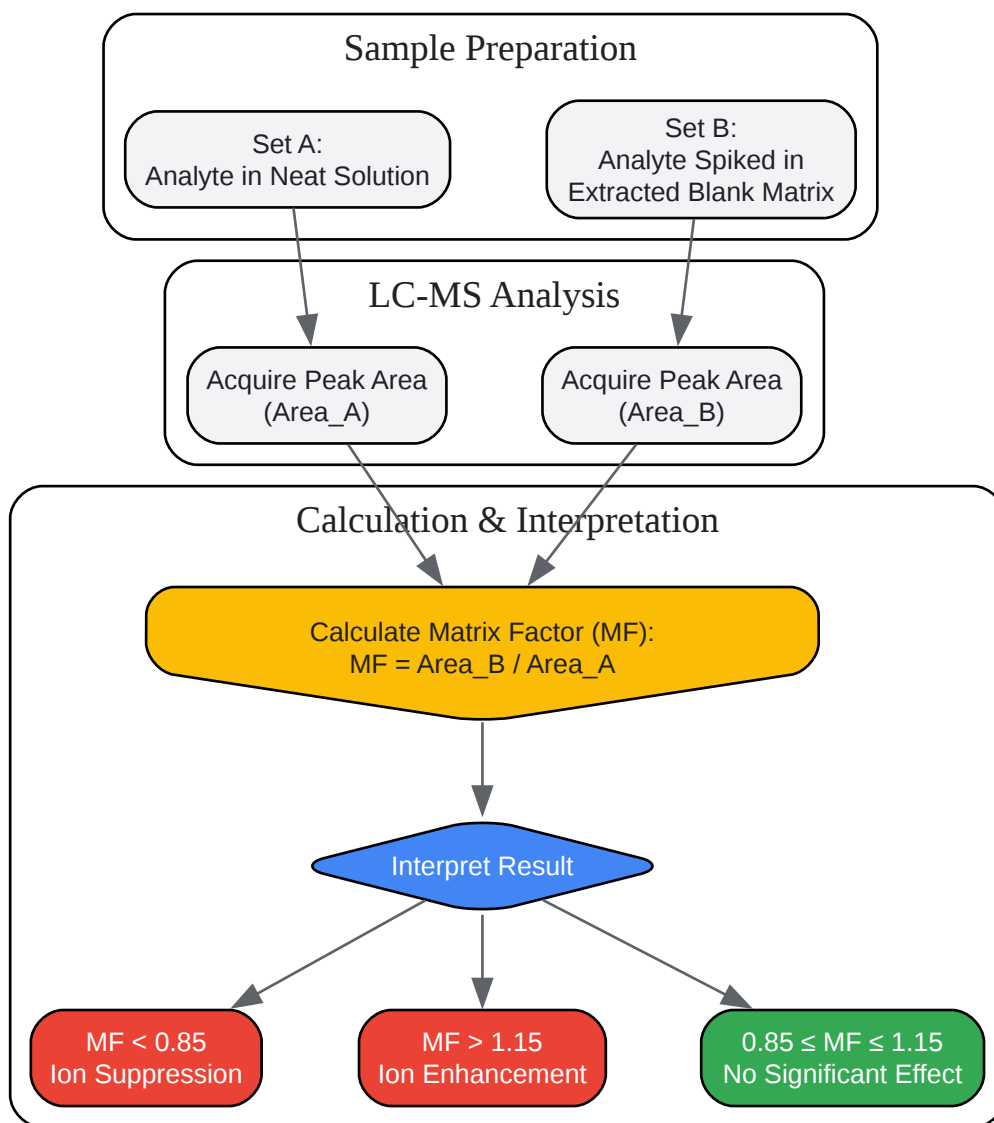 Sample Preparation
Set A:
Analyte in Neat Solution
Set B:
Analyte Spiked in
Extracted Blank Matrix
LC-MS Analysis
Acquire Peak Area
(Area_A)
Acquire Peak Area
(Area_B)
Calculation & Interpretation
Calculate Matrix Factor (MF):
MF = Area_B / Area_A
Interpret Result
MF < 0.85
Ion Suppression
MF > 1.15
Ion Enhancement
0.85 ≤ MF ≤ 1.15
No Significant Effect